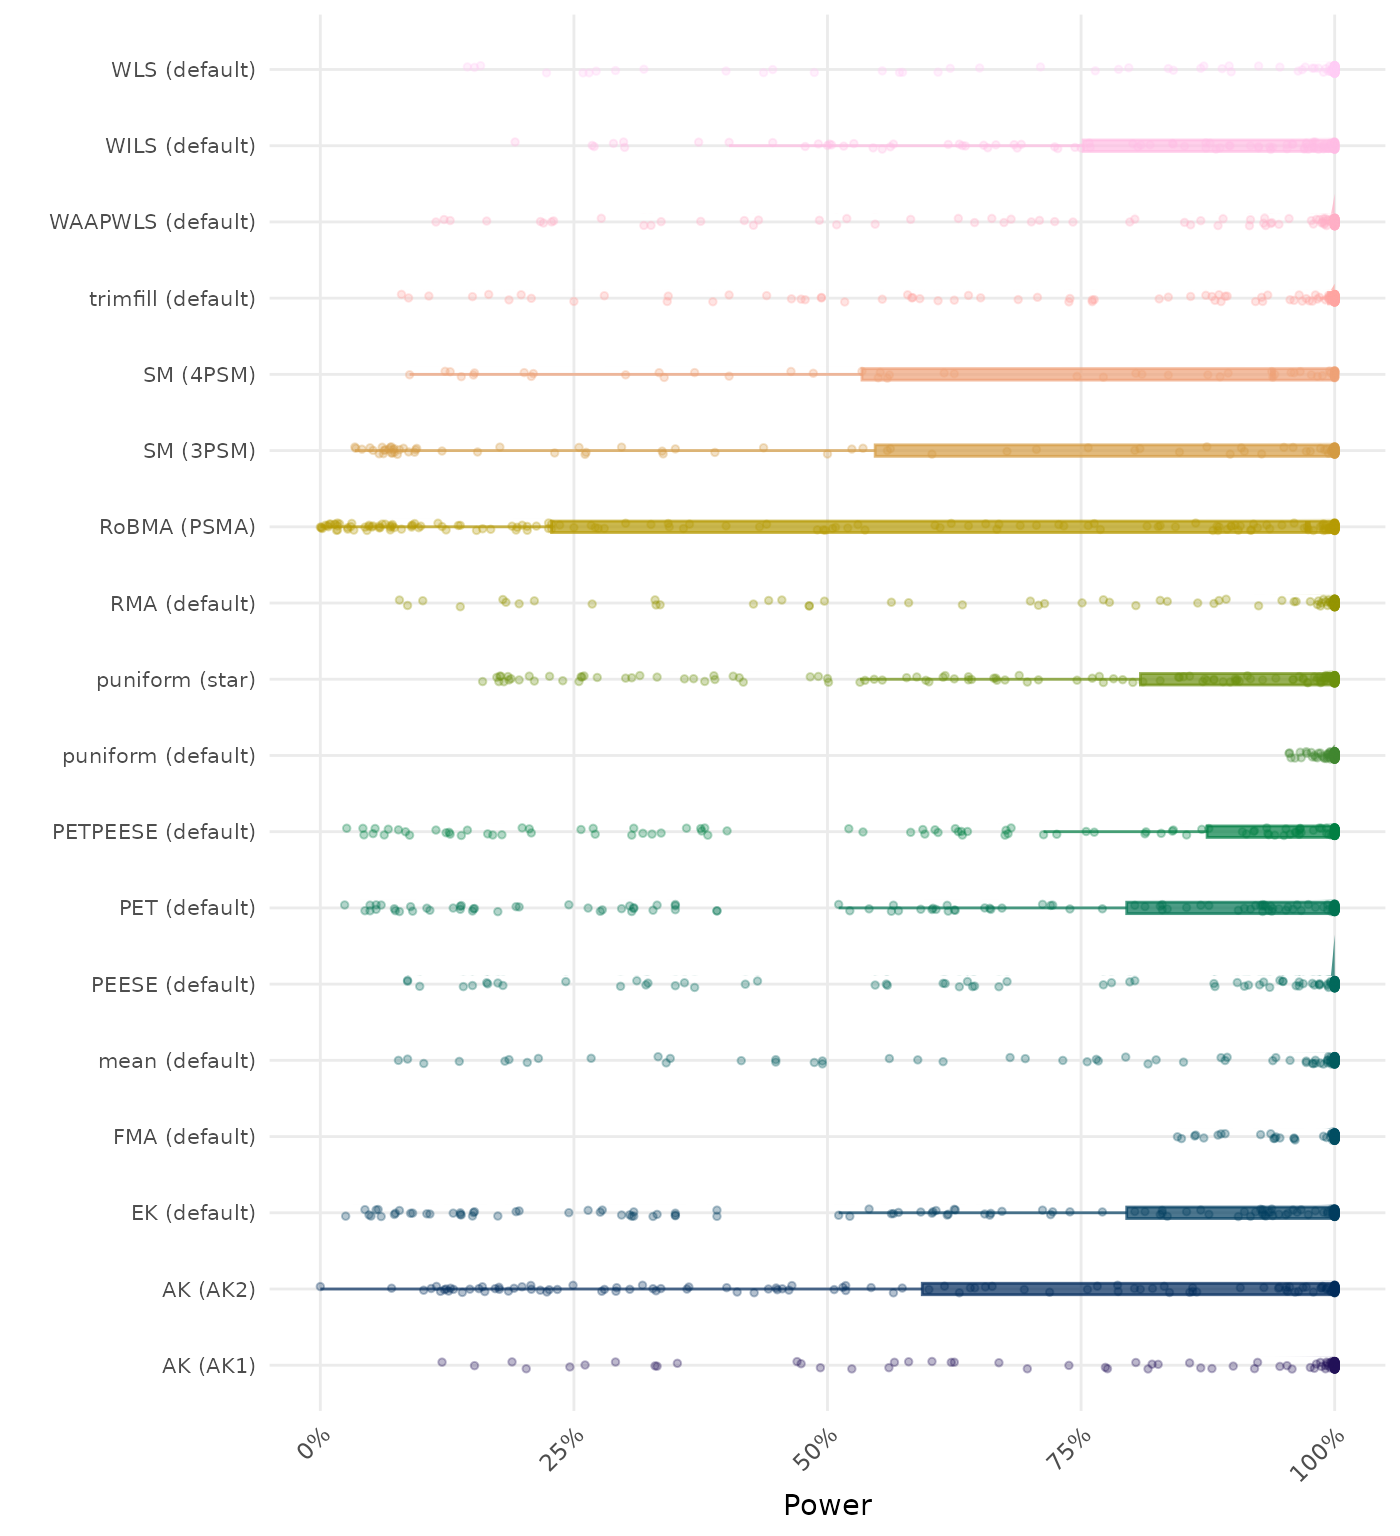 WLS (default)
WILS (default)
WAAPWLS (default)
trimfill (default)
SM (4PSM)
SM (3PSM)
RoBMA (PSMA)
RMA (default)
puniform (star)
puniform (default)
PETPEESE (default)
PET (default)
PEESE (default)
mean (default)
FMA (default)
EK (default)
AK (AK2)
AK (AK1)
0%
25%
50%
75%
100%
Power